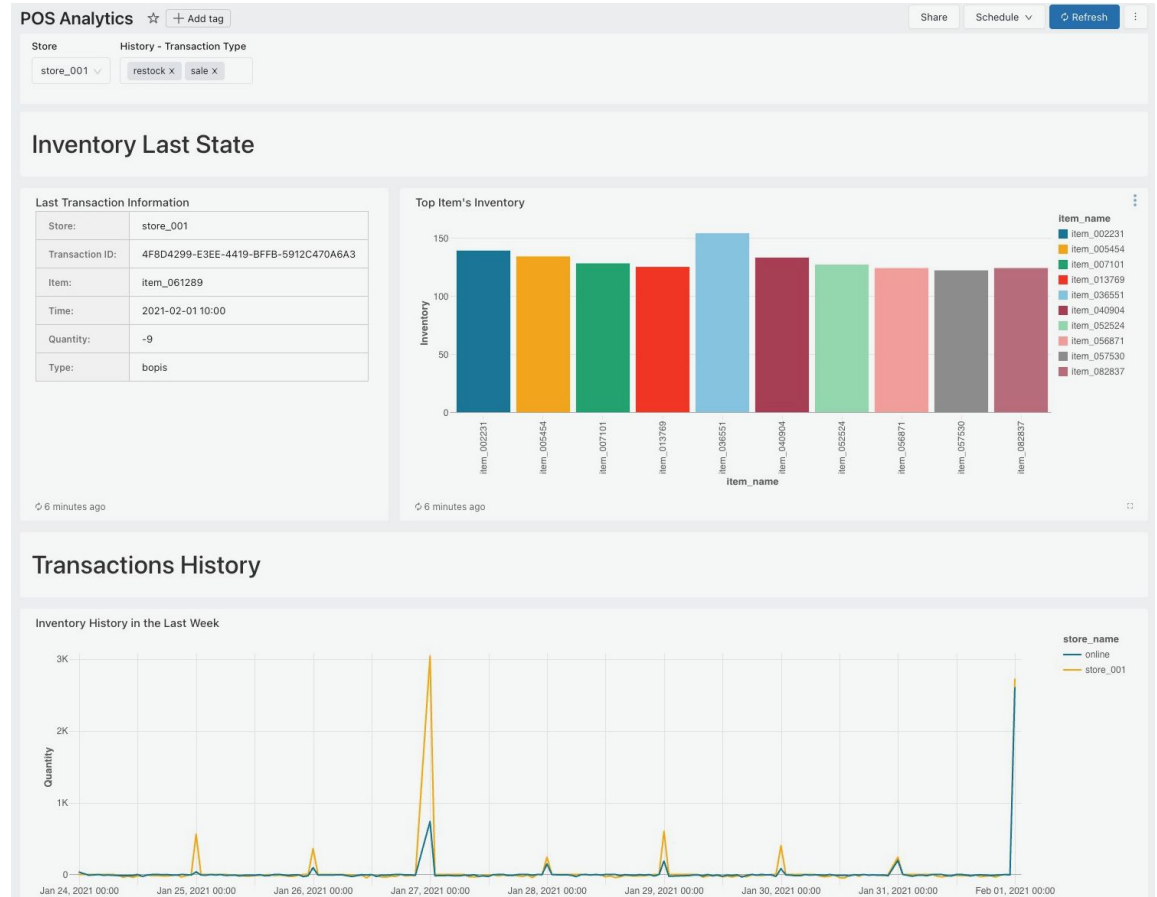 POS Analytics ☆ + Add tag Share Schedule Refresh
Store History - Transaction Type
store_001 restock x sale x
Inventory Last State
Last Transaction Information
Store: store_001
Transaction ID: 4F8D4299-E3EE-4419-BFFB-5912C470A6A3
Item: item_061289
Time: 2021-02-01 10:00
Quantity: -9
Type: bopis
6 minutes ago
Top Item's Inventory
150
100
50
0
Inventory
item_002231
item_005454
item_007101
item_013769
item_036551
item_040904
item_052524
item_056871
item_057530
item_082837
item_name
item_name
item_002231
item_005454
item_007101
item_013769
item_036551
item_040904
item_052524
item_056871
item_057530
item_082837
6 minutes ago
Transactions History
Inventory History in the Last Week
3K
2K
1K
0
Quantity
Jan 24, 2021 00:00 Jan 25, 2021 00:00 Jan 26, 2021 00:00 Jan 27, 2021 00:00 Jan 28, 2021 00:00 Jan 29, 2021 00:00 Jan 30, 2021 00:00 Jan 31, 2021 00:00 Feb 01, 2021 00:00
store_name
online
store_001